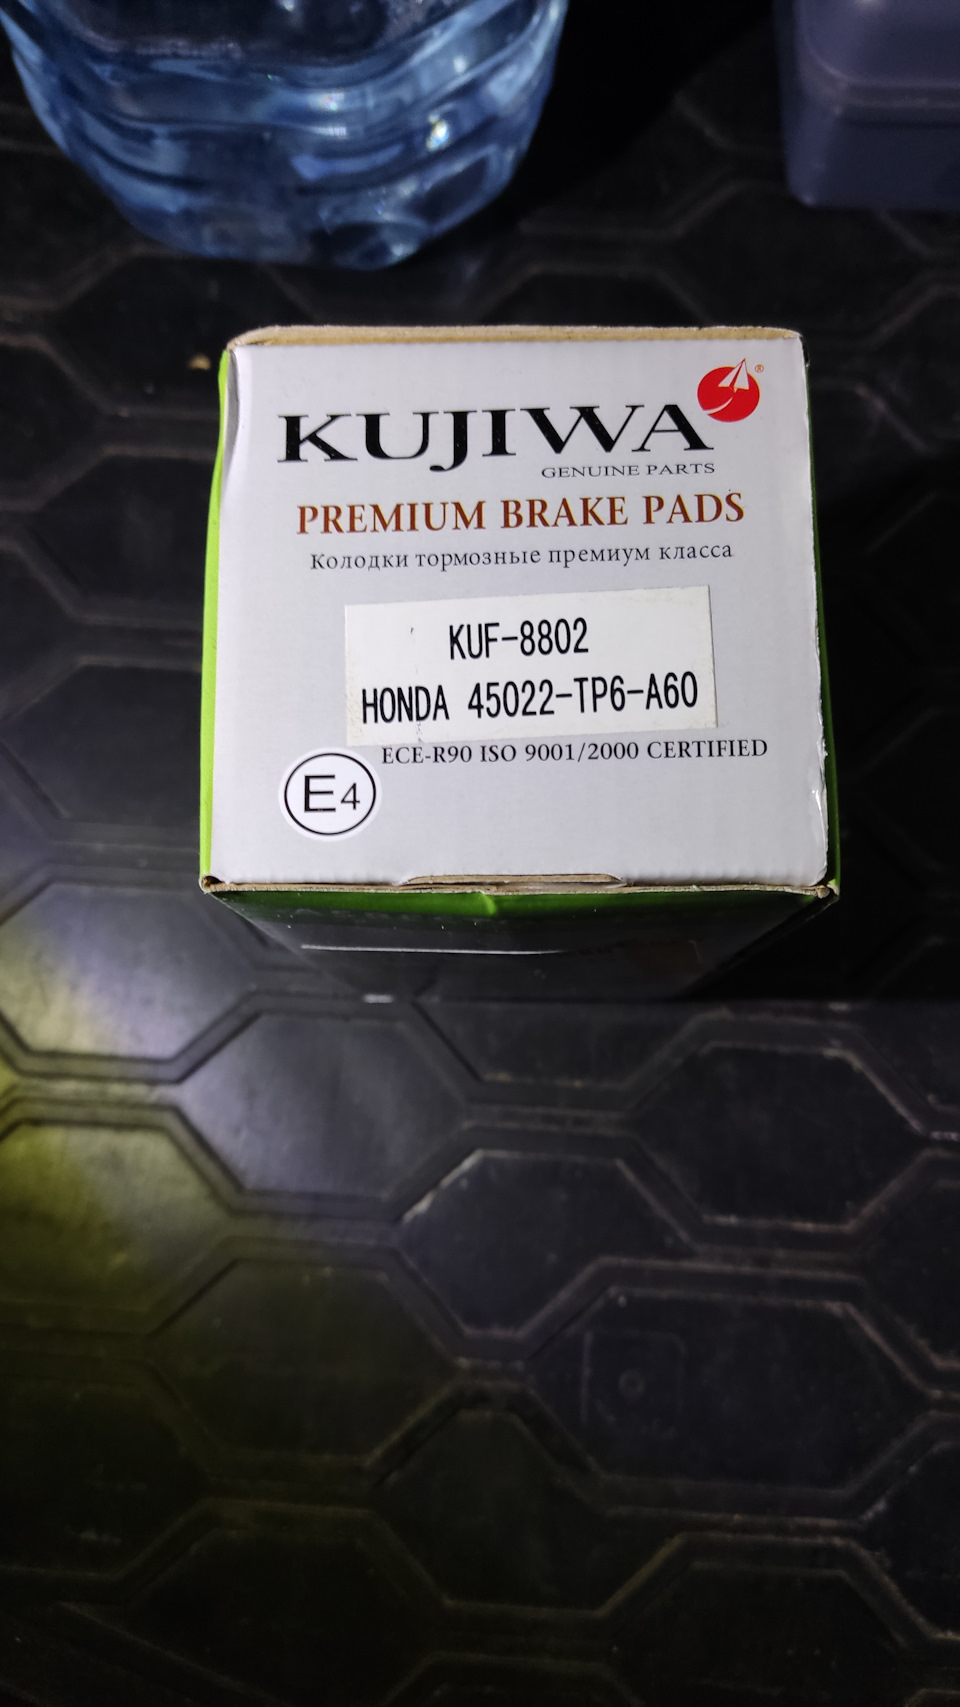 KUJIWA®
GENUINE PARTS
PREMIUM BRAKE PADS
Колодки тормозные премиум класса
KUF-8802
HONDA 45022-TP6-A60
ECE-R90 ISO 9001/2000 CERTIFIED
E4